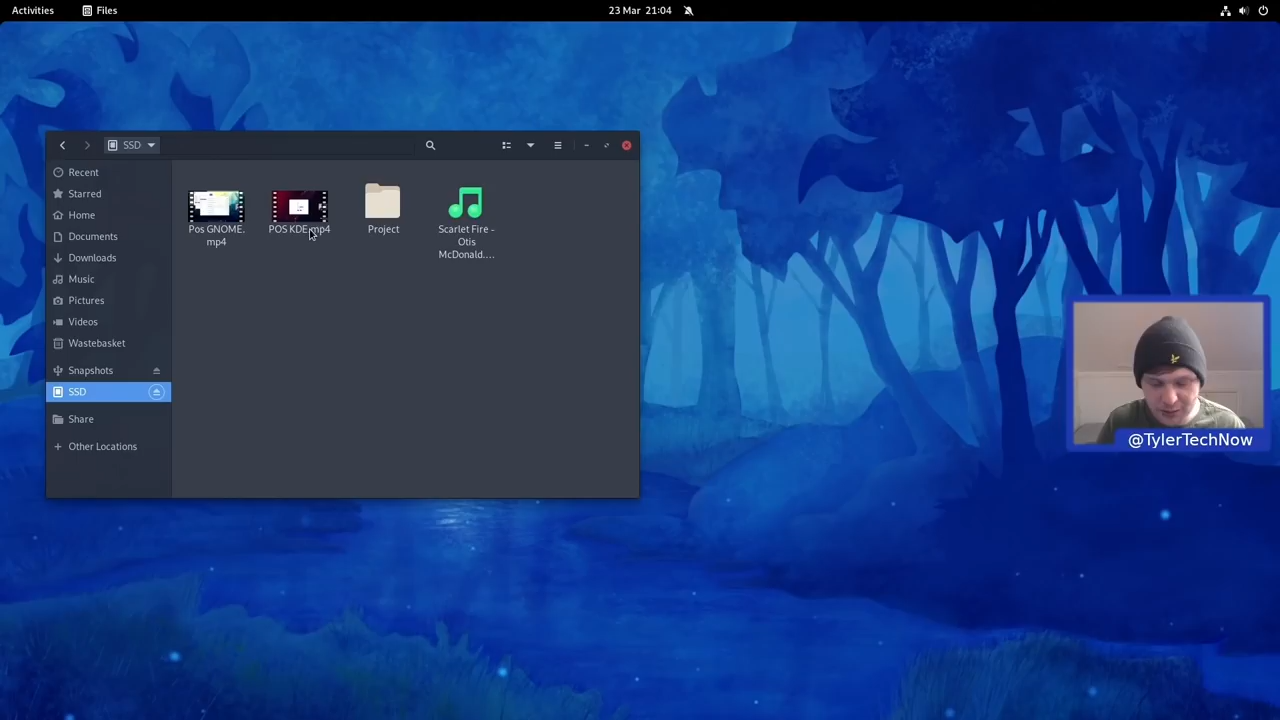 Activities
Files
23 Mar 21:04
SSD
Recent
Starred
Home
Documents
Downloads
Music
Pictures
Videos
Wastebasket
Snapshots
SSD
Share
Other Locations
Pos GNOME.
mp4
POS KDE.mp4
Project
Scarlet Fire -
Otis
McDonald....
@TylerTechNow